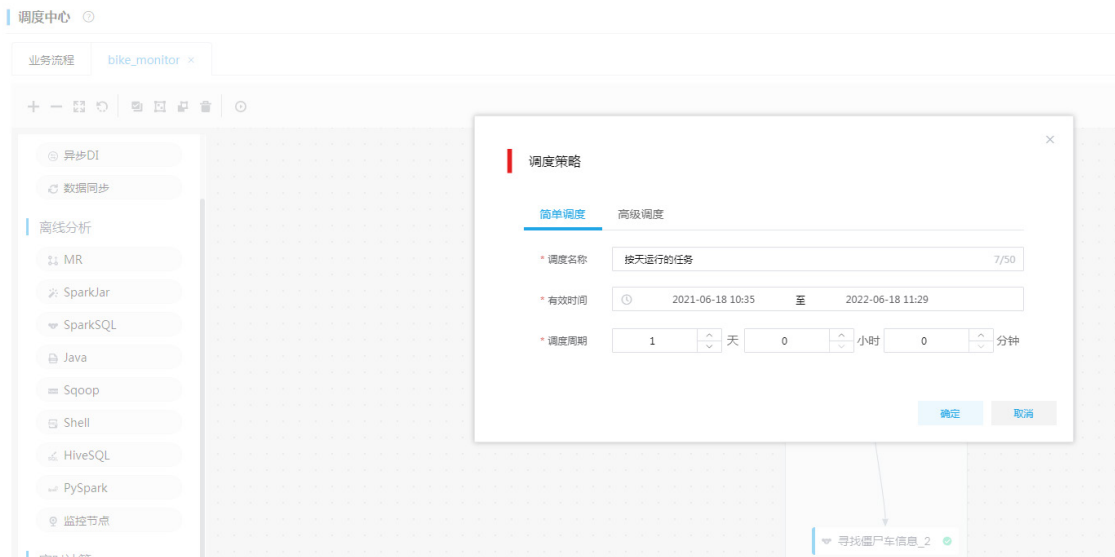 调度中心
业务流程 bike_monitor ×
调度策略
简单调度 高级调度
* 调度名称 按天运行的任务 7/50
* 有效时间 2021-06-18 10:35 至 2022-06-18 11:29
* 调度周期 1 天 0 小时 0 分钟
确定 取消
异步DI
数据同步
离线分析
MR
SparkJar
SparkSQL
Java
Sqoop
Shell
HiveSQL
PySpark
监控节点
寻找僵尸车信息_2